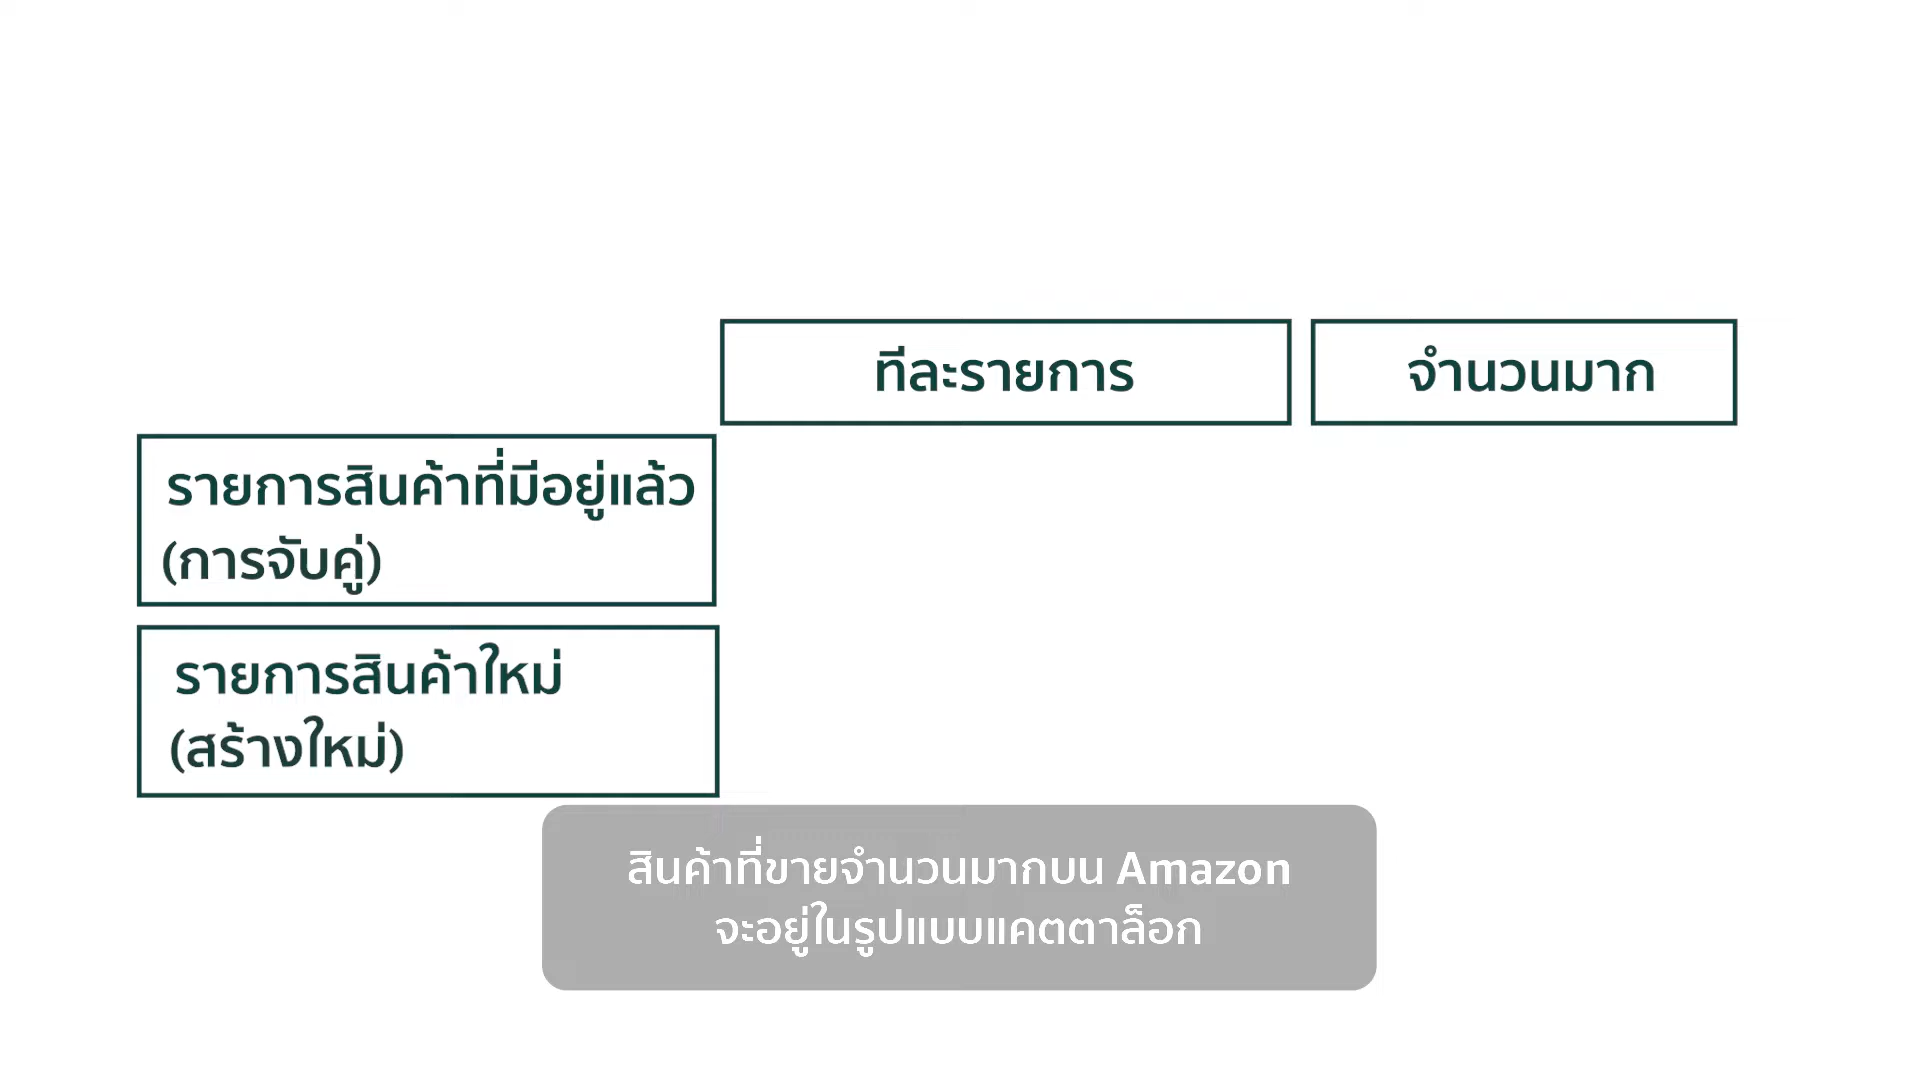 ทีละรายการ
จำนวนมาก
รายการสินค้าที่มีอยู่แล้ว
(การจับคู่)
รายการสินค้าใหม่
(สร้างใหม่)
สินค้าที่ขายจำนวนมากบน Amazon
จะอยู่ในรูปแบบแคตตาล็อก